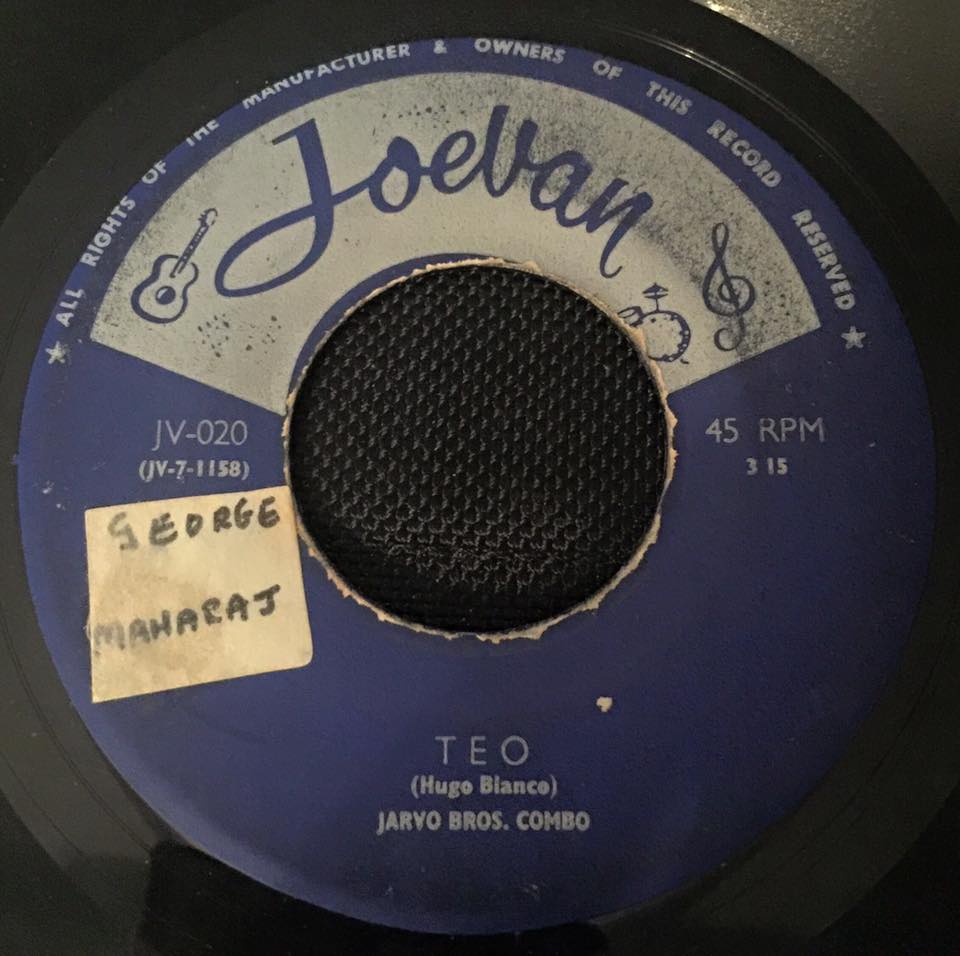 ALL RIGHTS OF THE MANUFACTURER & OWNERS OF THIS RECORD RESERVED
Joevan
JV-020
(JV-7-1158)
45 RPM
3 15
GEORGE
MAHARAJ
TEO
(Hugo Blanco)
JARVO BROS. COMBO